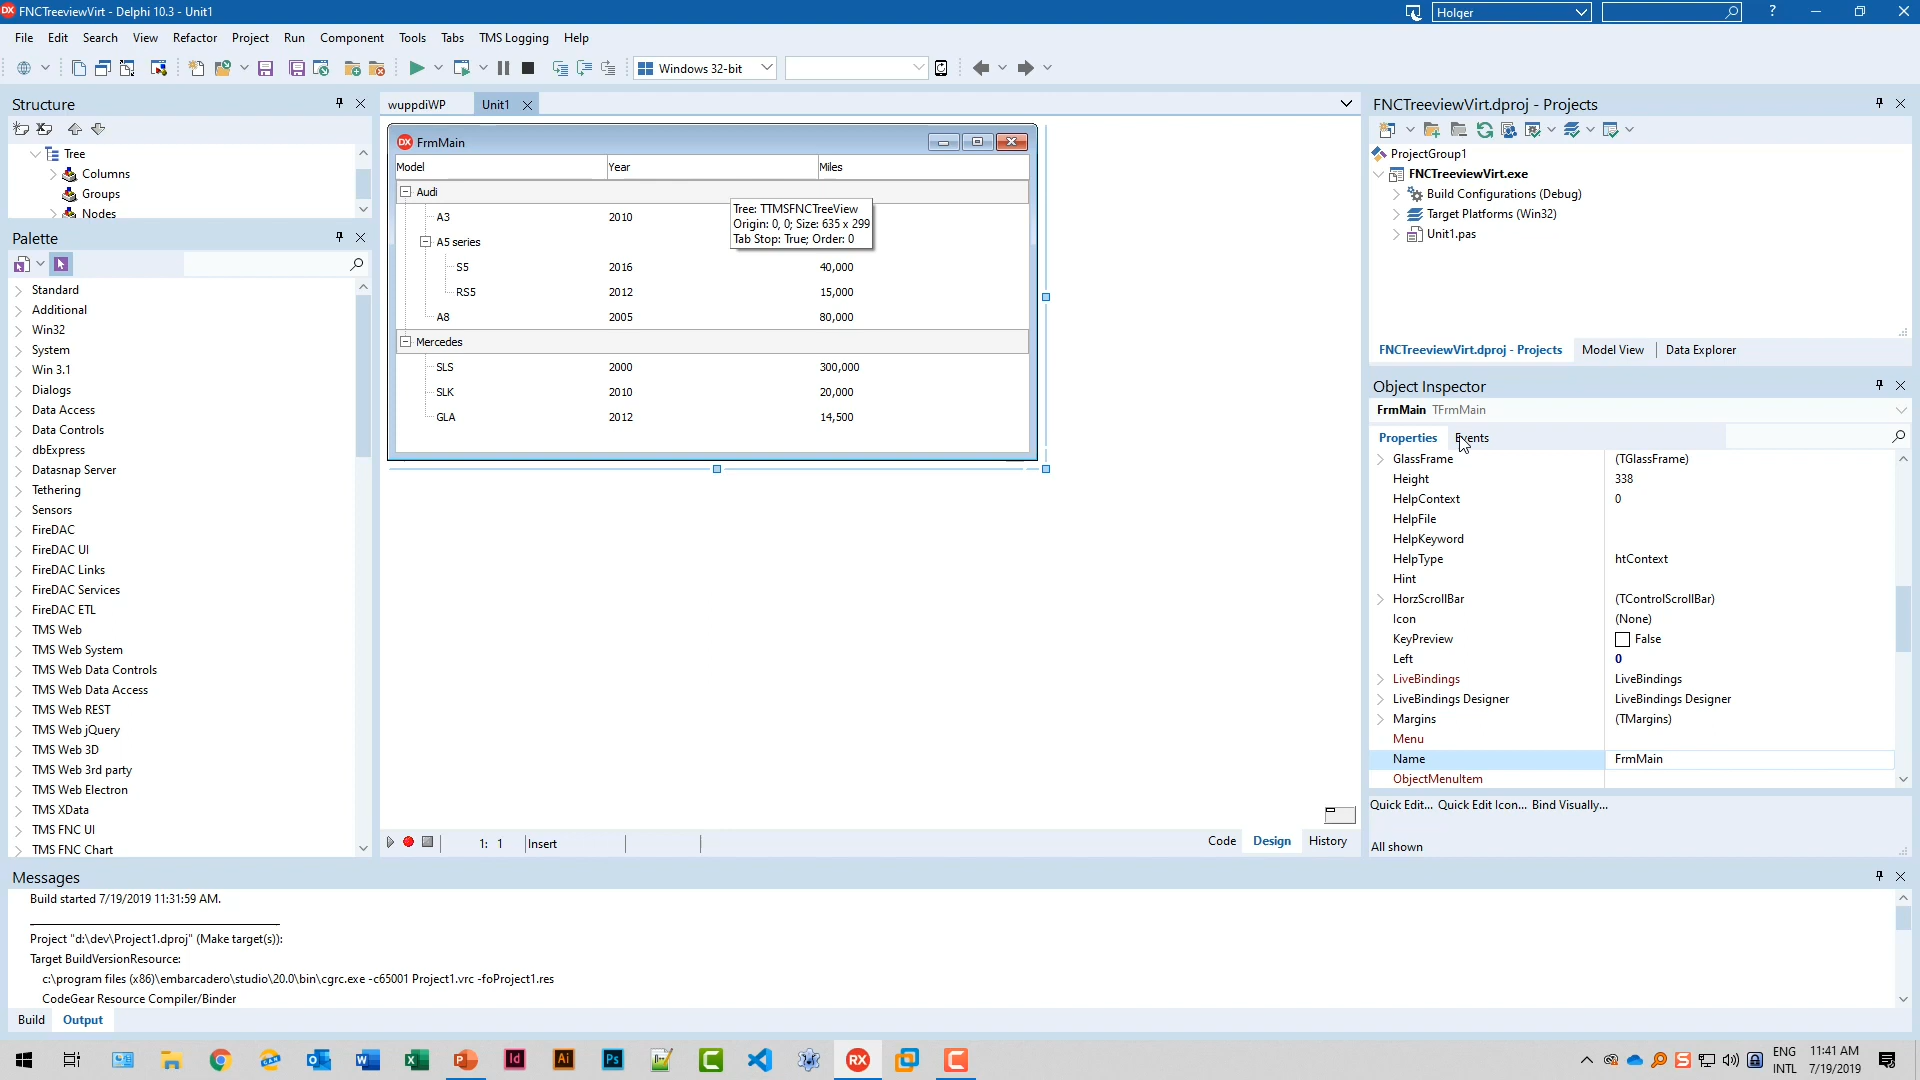 FNCTreeviewVirt - Delphi 10.3 - Unit1
Holger
?
File Edit Search View Refactor Project Run Component Tools Tabs TMS Logging Help
Windows 32-bit
Structure
Tree
Columns
Groups
Nodes
Palette
Standard
Additional
Win32
System
Win 3.1
Dialogs
Data Access
Data Controls
dbExpress
Datasnap Server
Tethering
Sensors
FireDAC
FireDAC UI
FireDAC Links
FireDAC Services
FireDAC ETL
TMS Web
TMS Web System
TMS Web Data Controls
TMS Web Data Access
TMS Web REST
TMS Web jQuery
TMS Web 3D
TMS Web 3rd party
TMS Web Electron
TMS XData
TMS FNC UI
TMS FNC Chart
wuppdiWP Unit1
DX FrmMain
Model Year Miles
Audi
A3 2010
A5 series
S5 2016 40,000
RS5 2012 15,000
A8 2005 80,000
Mercedes
SLS 2000 300,000
SLK 2010 20,000
GLA 2012 14,500
Tree: TTMSFNCTreeView
Origin: 0, 0; Size: 635 x 299
Tab Stop: True; Order: 0
1: 1 Insert
Code Design History
FNCTreeviewVirt.dproj - Projects
ProjectGroup1
FNCTreeviewVirt.exe
Build Configurations (Debug)
Target Platforms (Win32)
Unit1.pas
FNCTreeviewVirt.dproj - Projects Model View Data Explorer
Object Inspector
FrmMain TFrmMain
Properties Events
GlassFrame (TGlassFrame)
Height 338
HelpContext 0
HelpFile
HelpKeyword
HelpType htContext
Hint
HorzScrollBar (TControlScrollBar)
Icon (None)
KeyPreview False
Left 0
LiveBindings LiveBindings
LiveBindings Designer LiveBindings Designer
Margins (TMargins)
Menu
Name FrmMain
ObjectMenuItem
Quick Edit... Quick Edit Icon... Bind Visually...
All shown
Messages
Build started 7/19/2019 11:31:59 AM.
Project "d:\dev\Project1.dproj" (Make target(s)):
Target BuildVersionResource:
c:\program files (x86)\embarcadero\studio\20.0\bin\cgrc.exe -c65001 Project1.vrc -foProject1.res
CodeGear Resource Compiler/Binder
Build Output
Id Ai Ps RX
ENG
INTL
11:41 AM
7/19/2019